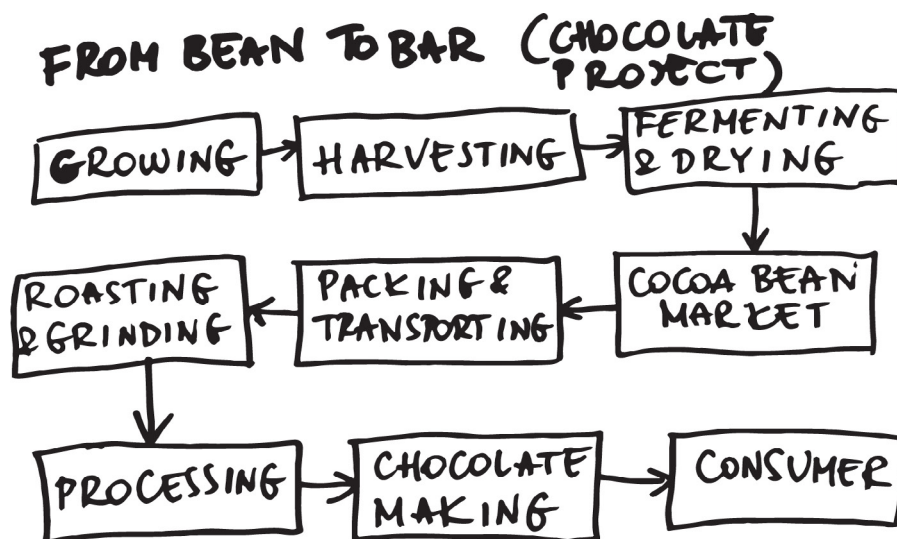 FROM BEAN TO BAR (CHOCOLATE
PROJECT)
GROWING
HARVESTING
FERMENTING
& DRYING
COCOA BEAN
MARKET
PACKING &
TRANSPORTING
ROASTING
& GRINDING
PROCESSING
CHOCOLATE
MAKING
CONSUMER